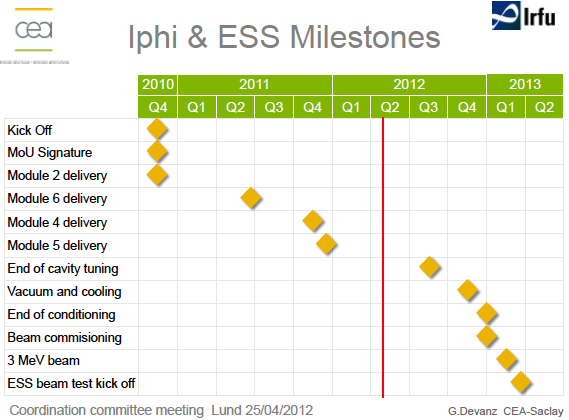 cea
Irfu
Iphi & ESS Milestones
2010 2011 2012 2013
Q4 Q1 Q2 Q3 Q4 Q1 Q2 Q3 Q4 Q1 Q2
Kick Off
MoU Signature
Module 2 delivery
Module 6 delivery
Module 4 delivery
Module 5 delivery
End of cavity tuning
Vacuum and cooling
End of conditioning
Beam commisioning
3 MeV beam
ESS beam test kick off
Coordination committee meeting Lund 25/04/2012
G.Devanz CEA-Saclay